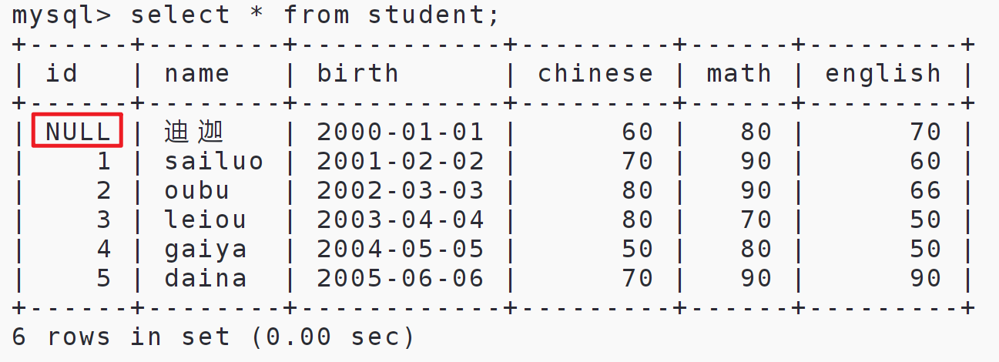 mysql> select * from student;
+------+--------+------------+---------+------+---------+
| id   | name   | birth      | chinese | math | english |
+------+--------+------------+---------+------+---------+
| NULL | 迪迦   | 2000-01-01 |      60 |   80 |      70 |
|    1 | sailuo | 2001-02-02 |      70 |   90 |      60 |
|    2 | oubu   | 2002-03-03 |      80 |   90 |      66 |
|    3 | leiou  | 2003-04-04 |      80 |   70 |      50 |
|    4 | gaiya  | 2004-05-05 |      50 |   80 |      50 |
|    5 | daina  | 2005-06-06 |      70 |   90 |      90 |
+------+--------+------------+---------+------+---------+
6 rows in set (0.00 sec)